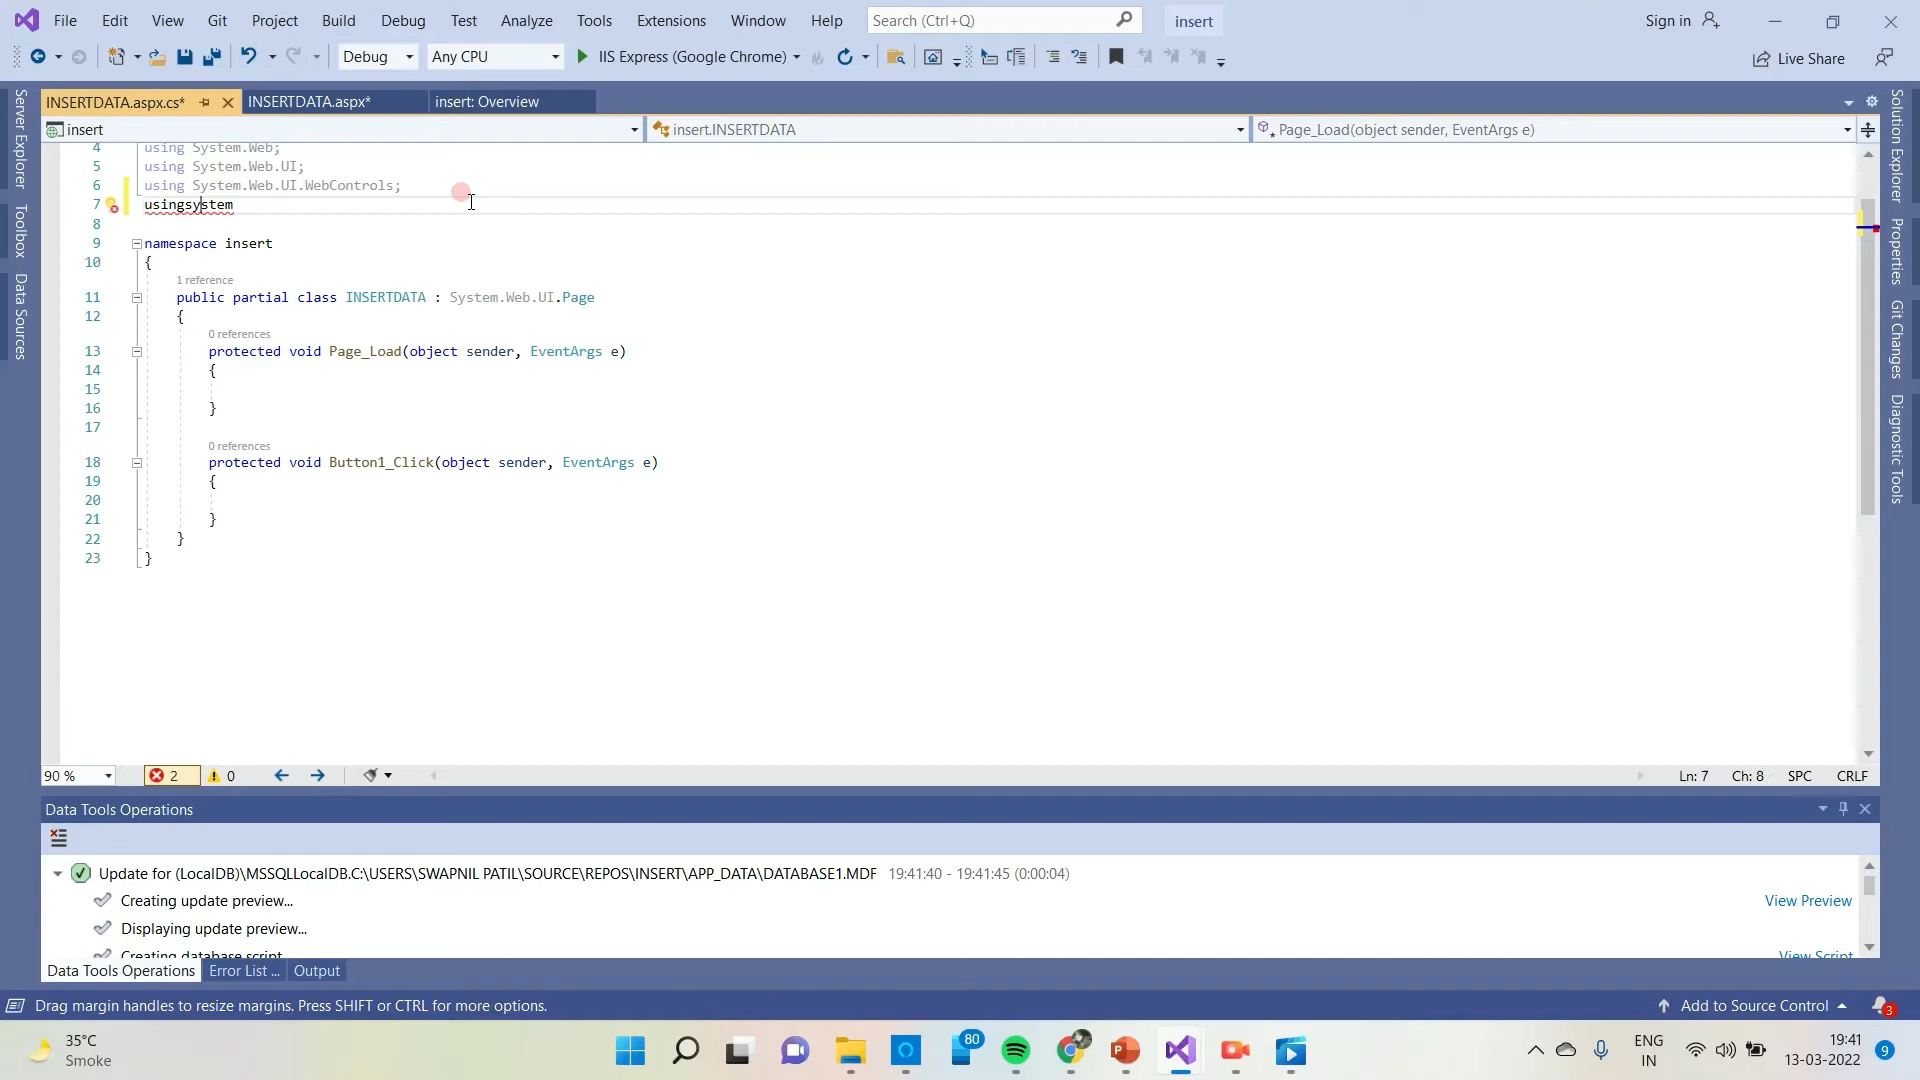 File Edit View Git Project Build Debug Test Analyze Tools Extensions Window Help Search (Ctrl+Q) insert Sign in
Debug Any CPU IIS Express (Google Chrome) Live Share
INSERTDATA.aspx.cs* INSERTDATA.aspx* insert: Overview
insert insert.INSERTDATA Page_Load(object sender, EventArgs e)
Server Explorer
Toolbox
Data Sources
Solution Explorer
Properties
Git Changes
Diagnostic Tools
4 using System.Web;
5 using System.Web.UI;
6 using System.Web.UI.WebControls;
7 usingsystem
8
9 namespace insert
10 {
1 reference
11 public partial class INSERTDATA : System.Web.UI.Page
12 {
0 references
13 protected void Page_Load(object sender, EventArgs e)
14 {
15
16 }
17
0 references
18 protected void Button1_Click(object sender, EventArgs e)
19 {
20
21 }
22 }
23 }
90 % 2 0 Ln: 7 Ch: 8 SPC CRLF
Data Tools Operations
Update for (LocalDB)\MSSQLLocalDB.C:\USERS\SWAPNIL PATIL\SOURCE\REPOS\INSERT\APP_DATA\DATABASE1.MDF 19:41:40 - 19:41:45 (0:00:04)
Creating update preview... View Preview
Displaying update preview...
Creating database script View Script
Data Tools Operations Error List ... Output
Drag margin handles to resize margins. Press SHIFT or CTRL for more options. Add to Source Control 3
35°C
Smoke
80
ENG
IN
19:41
13-03-2022
9